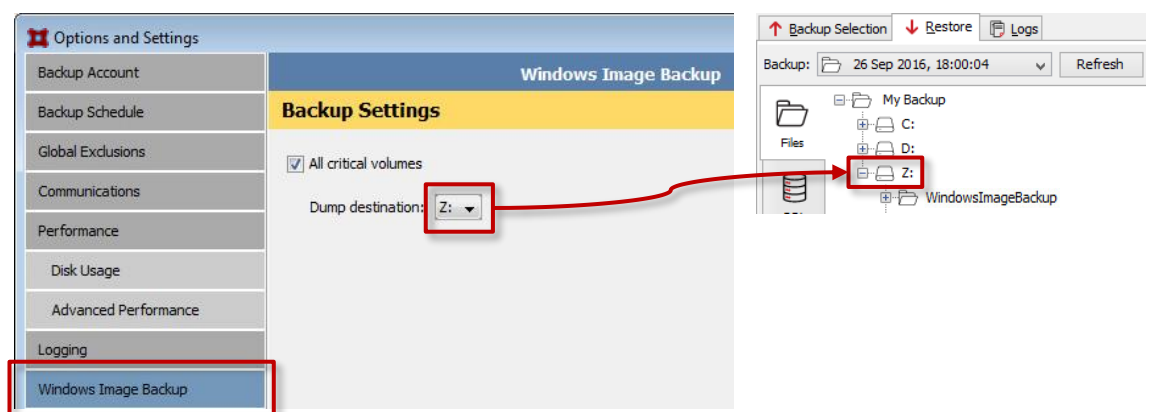 Options and Settings
Backup Account
Backup Schedule
Global Exclusions
Communications
Performance
Disk Usage
Advanced Performance
Logging
Windows Image Backup
Windows Image Backup
Backup Settings
All critical volumes
Dump destination: Z:
Backup Selection Restore Logs
Backup: 26 Sep 2016, 18:00:04 Refresh
Files
My Backup
C:
D:
Z:
WindowsImageBackup